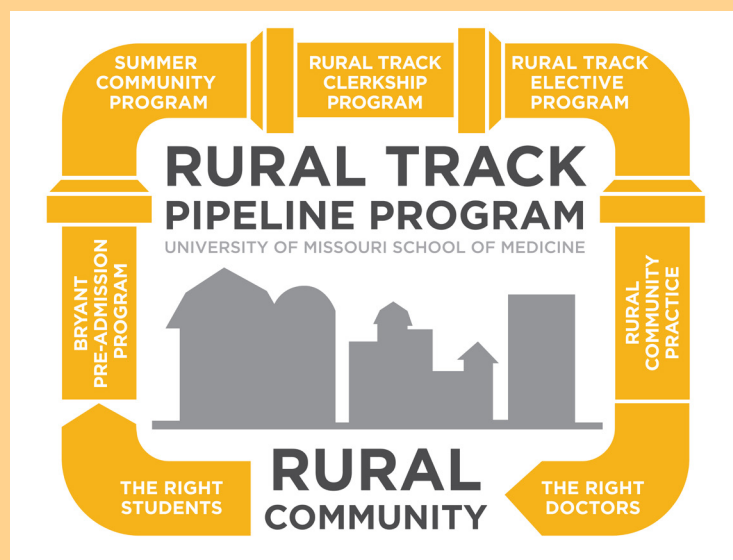 SUMMER
COMMUNITY
PROGRAM
RURAL TRACK
CLERKSHIP
PROGRAM
RURAL TRACK
ELECTIVE
PROGRAM
RURAL TRACK
PIPELINE PROGRAM
UNIVERSITY OF MISSOURI SCHOOL OF MEDICINE
BRYANT
PRE-ADMISSION
PROGRAM
RURAL
COMMUNITY
PRACTICE
THE RIGHT
STUDENTS
RURAL
COMMUNITY
THE RIGHT
DOCTORS